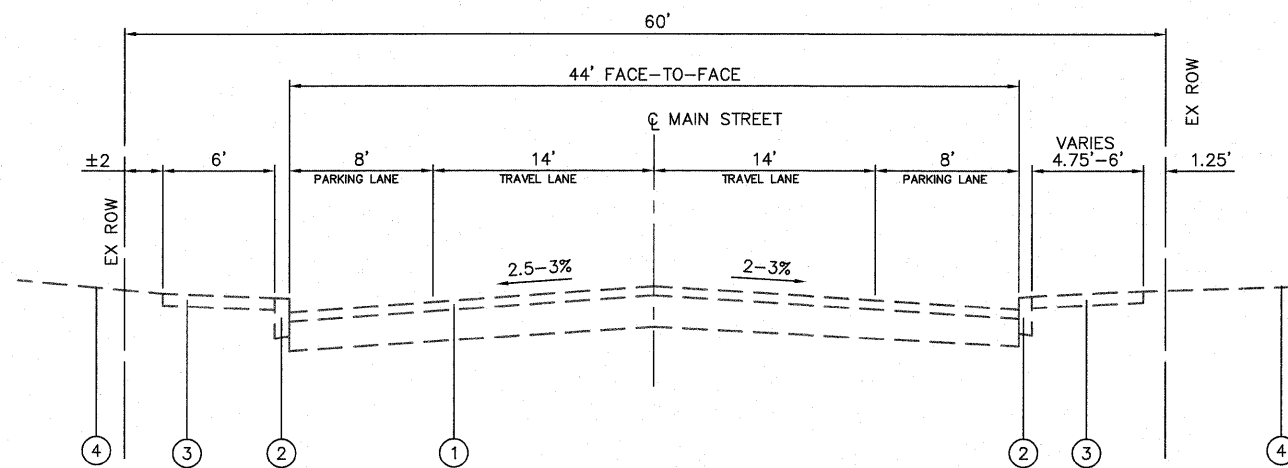 60'
44' FACE-TO-FACE
EX ROW
℄ MAIN STREET
±2
6'
8'
PARKING LANE
14'
TRAVEL LANE
14'
TRAVEL LANE
8'
PARKING LANE
VARIES
4.75'-6'
1.25'
EX ROW
2.5-3%
2-3%
4
3
2
1
2
3
4